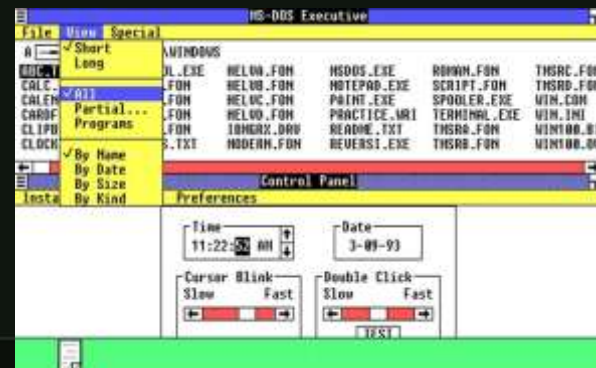 MS-DOS Executive
File View Special
A \WINDOWS
✓Short
Long
✓All
Partial...
Programs
✓By Name
By Date
By Size
By Kind
HELVA.FON MSDOS.EXE ROMAN.FON TMSRC.FON
CALC. .FON HELVB.FON NOTEPAD.EXE SCRIPT.FON TMSRD.FON
CALEN .FON HELVC.FON PAINT.EXE SPOOLER.EXE WIN.COM
CARDF .FON HELVD.FON PRACTICE.WRI TERMINAL.EXE WIN.INI
CLIPB .FON README.TXT TMSRA.FON
CLOCK S.TXT MODERN.FON REVERSI.EXE TMSRB.FON
Control Panel
Insta Preferences
Time Date
11:22:52 AM 3-09-93
Cursor Blink Double Click
Slow Fast Slow Fast
TEST